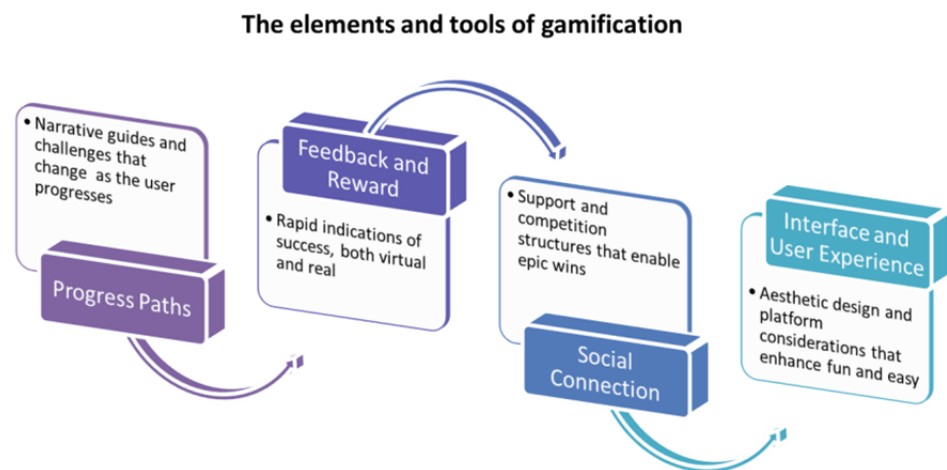 The elements and tools of gamification
• Narrative guides and
challenges that
change as the user
progresses
Progress Paths
Feedback and
Reward
• Rapid indications of
success, both virtual
and real
• Support and
competition
structures that enable
epic wins
Social
Connection
Interface and
User Experience
• Aesthetic design and
platform
considerations that
enhance fun and easy